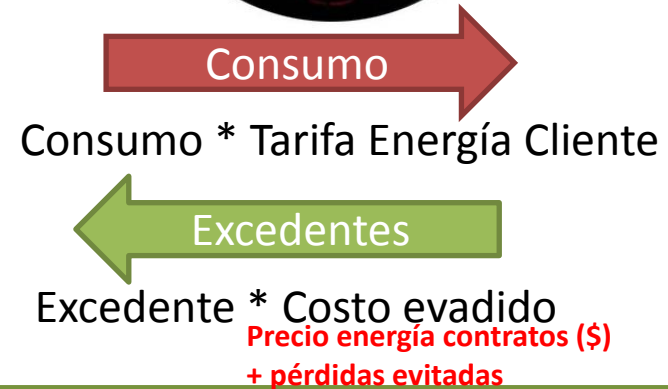 Consumo
Consumo * Tarifa Energía Cliente
Excedentes
Excedente * Costo evadido
Precio energía contratos ($)
+ pérdidas evitadas